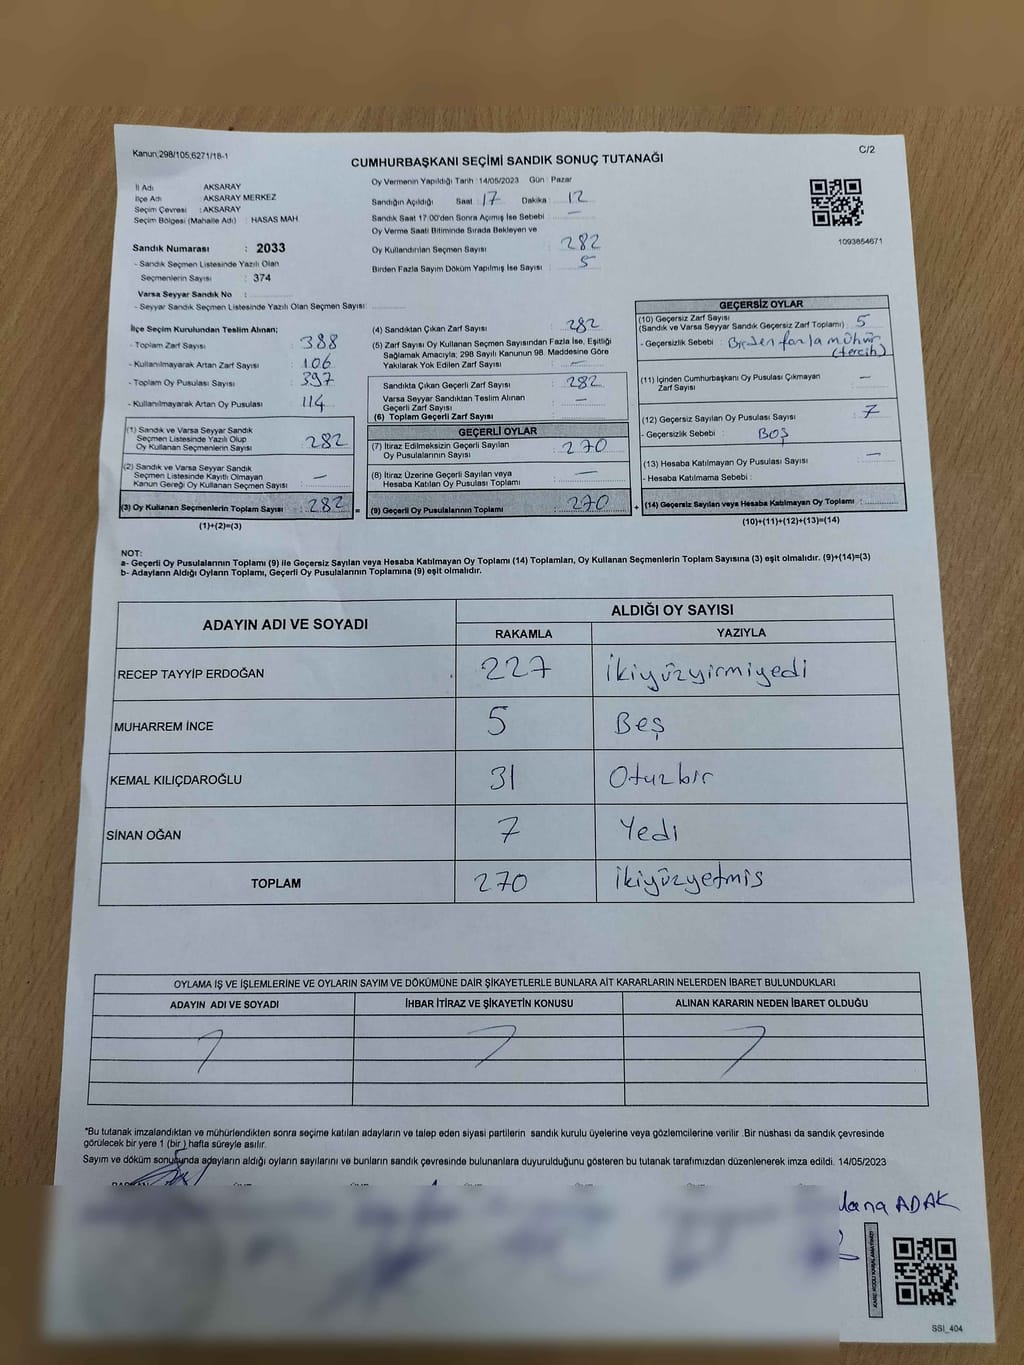 Kanun,298/105,6271/18-1
C/2
CUMHURBAŞKANI SEÇİMİ SANDIK SONUÇ TUTANAĞI
İl Adı AKSARAY
İlçe Adı AKSARAY MERKEZ
Seçim Çevresi : AKSARAY
Seçim Bölgesi (Mahalle Adı) : HASAS MAH
Sandık Numarası : 2033
- Sandık Seçmen Listesinde Yazılı Olan
Seçmenlerin Sayısı : 374
Varsa Seyyar Sandık No :
- Seyyar Sandık Seçmen Listesinde Yazılı Olan Seçmen Sayısı:
Oy Vermenin Yapıldığı Tarih : 14/05/2023 Gün : Pazar
Sandığın Açıldığı Saat : 17 Dakika : 12
Sandık Saat 17:00'den Sonra Açılmış İse Sebebi : —
Oy Verme Saati Bitiminde Sırada Bekleyen ve
Oy Kullandırılan Seçmen Sayısı : 282
Birden Fazla Sayım Döküm Yapılmış İse Sayısı : 5
1093854671
İlçe Seçim Kurulundan Teslim Alınan;
- Toplam Zarf Sayısı : 388
- Kullanılmayarak Artan Zarf Sayısı : 106
- Toplam Oy Pusulası Sayısı : 397
- Kullanılmayarak Artan Oy Pusulası : 114
(1) Sandık ve Varsa Seyyar Sandık
Seçmen Listesinde Yazılı Olup
Oy Kullanan Seçmen Sayısı : 282
(2) Sandık ve Varsa Seyyar Sandık
Seçmen Listesinde Kayıtlı Olmayan
Kanun Gereği Oy Kullanan Seçmen Sayısı : —
(3) Oy Kullanan Seçmenlerin Toplam Sayısı : 282
(1)+(2)=(3)
(4) Sandıktan Çıkan Zarf Sayısı : 282
(5) Zarf Sayısı Oy Kullanan Seçmen Sayısından Fazla İse, Eşitliği
Sağlamak Amacıyla; 298 Sayılı Kanunun 98. Maddesine Göre
Yakılarak Yok Edilen Zarf Sayısı : —
Sandıkta Çıkan Geçerli Zarf Sayısı : 282
Varsa Seyyar Sandıktan Teslim Alınan
Geçerli Zarf Sayısı : —
(6) Toplam Geçerli Zarf Sayısı :
GEÇERLİ OYLAR
(7) İtiraz Edilmeksizin Geçerli Sayılan
Oy Pusulalarının Sayısı : 270
(8) İtiraz Üzerine Geçerli Sayılan veya
Hesaba Katılan Oy Pusulası Toplamı : —
= (9) Geçerli Oy Pusulalarının Toplamı : 270
GEÇERSİZ OYLAR
(10) Geçersiz Zarf Sayısı
(Sandık ve Varsa Seyyar Sandık Geçersiz Zarf Toplamı) : 5
- Geçersizlik Sebebi : Birden fazla mühür
(tercih)
(11) İçinden Cumhurbaşkanı Oy Pusulası Çıkmayan
Zarf Sayısı : —
(12) Geçersiz Sayılan Oy Pusulası Sayısı : 7
- Geçersizlik Sebebi : BOŞ
(13) Hesaba Katılmayan Oy Pusulası Sayısı : —
- Hesaba Katılmama Sebebi :
+ (14) Geçersiz Sayılan veya Hesaba Katılmayan Oy Toplamı :
(10)+(11)+(12)+(13)=(14)
NOT:
a- Geçerli Oy Pusulalarının Toplamı (9) ile Geçersiz Sayılan veya Hesaba Katılmayan Oy Toplamı (14) Toplamları, Oy Kullanan Seçmenlerin Toplam Sayısına (3) eşit olmalıdır. (9)+(14)=(3)
b- Adayların Aldığı Oyların Toplamı, Geçerli Oy Pusulalarının Toplamına (9) eşit olmalıdır.
ADAYIN ADI VE SOYADI
ALDIĞI OY SAYISI
RAKAMLA YAZIYLA
RECEP TAYYİP ERDOĞAN 227 ikiyüzyirmiyedi
MUHARREM İNCE 5 Beş
KEMAL KILIÇDAROĞLU 31 Otuzbir
SİNAN OĞAN 7 Yedi
TOPLAM 270 ikiyüzyetmiş
OYLAMA İŞ VE İŞLEMLERİNE VE OYLARIN SAYIM VE DÖKÜMÜNE DAİR ŞİKAYETLERLE BUNLARA AİT KARARLARIN NELERDEN İBARET BULUNDUKLARI
ADAYIN ADI VE SOYADI İHBAR İTİRAZ VE ŞİKAYETİN KONUSU ALINAN KARARIN NEDEN İBARET OLDUĞU
*Bu tutanak imzalandıktan ve mühürlendikten sonra seçime katılan adayların ve talep eden siyasi partilerin sandık kurulu üyelerine veya gözlemcilerine verilir .Bir nüshası da sandık çevresinde
görülecek bir yere 1 (bir ) hafta süreyle asılır.
Sayım ve döküm sonucunda adayların aldığı oyların sayılarını ve bunların sandık çevresinde bulunanlara duyurulduğunu gösteren bu tutanak tarafımızdan düzenlenerek imza edildi. 14/05/2023
ADAK
SSI_404